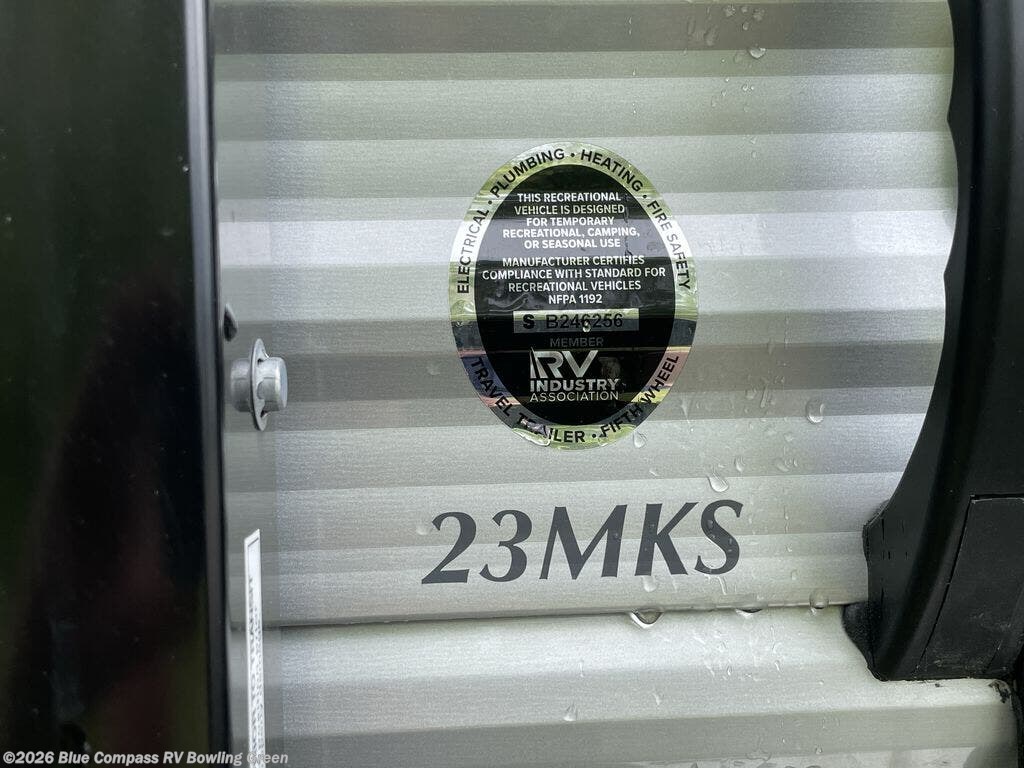 ELECTRICAL · PLUMBING · HEATING · FIRE SAFETY
THIS RECREATIONAL
VEHICLE IS DESIGNED
FOR TEMPORARY
RECREATIONAL, CAMPING,
OR SEASONAL USE
MANUFACTURER CERTIFIES
COMPLIANCE WITH STANDARD FOR
RECREATIONAL VEHICLES
NFPA 1192
S B246256
MEMBER
RV
INDUSTRY
ASSOCIATION
TRAVEL TRAILER · FIFTH WHEEL
23MKS
TO TRANSIT
©2026 Blue Compass RV Bowling Green